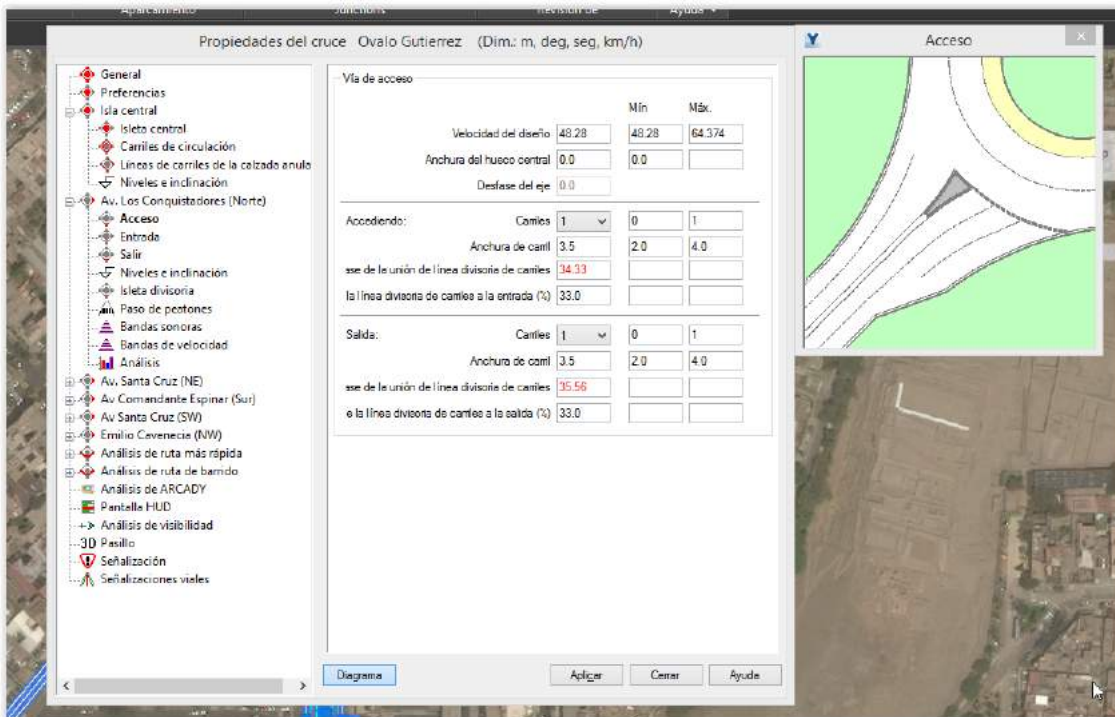 Aparcamiento Junctions Revisión de Ayuda
Propiedades del cruce Ovalo Gutierrez (Dim.: m, deg, seg, km/h)
Acceso
General
Preferencias
Isla central
Isleta central
Carriles de circulación
Líneas de carriles de la calzada anula
Niveles e inclinación
Av. Los Conquistadores (Norte)
Acceso
Entrada
Salir
Niveles e inclinación
Isleta divisoria
Paso de peatones
Bandas sonoras
Bandas de velocidad
Análisis
Av. Santa Cruz (NE)
Av Comandante Espinar (Sur)
Av Santa Cruz (SW)
Emilio Cavenecia (NW)
Análisis de ruta más rápida
Análisis de ruta de barrido
Análisis de ARCADY
Pantalla HUD
Análisis de visibilidad
3D Pasillo
Señalización
Señalizaciones viales
Vía de acceso
Mín Máx.
Velocidad del diseño 48.28 48.28 64.374
Anchura del hueco central 0.0 0.0
Desfase del eje 0.0
Accediendo: Carriles 1 0 1
Anchura de carril 3.5 2.0 4.0
ase de la unión de línea divisoria de carriles 34.33
la línea divisoria de carriles a la entrada (%) 33.0
Salida: Carriles 1 0 1
Anchura de carril 3.5 2.0 4.0
ase de la unión de línea divisoria de carriles 35.56
e la línea divisoria de carriles a la salida (%) 33.0
Diagrama Aplicar Cerrar Ayuda